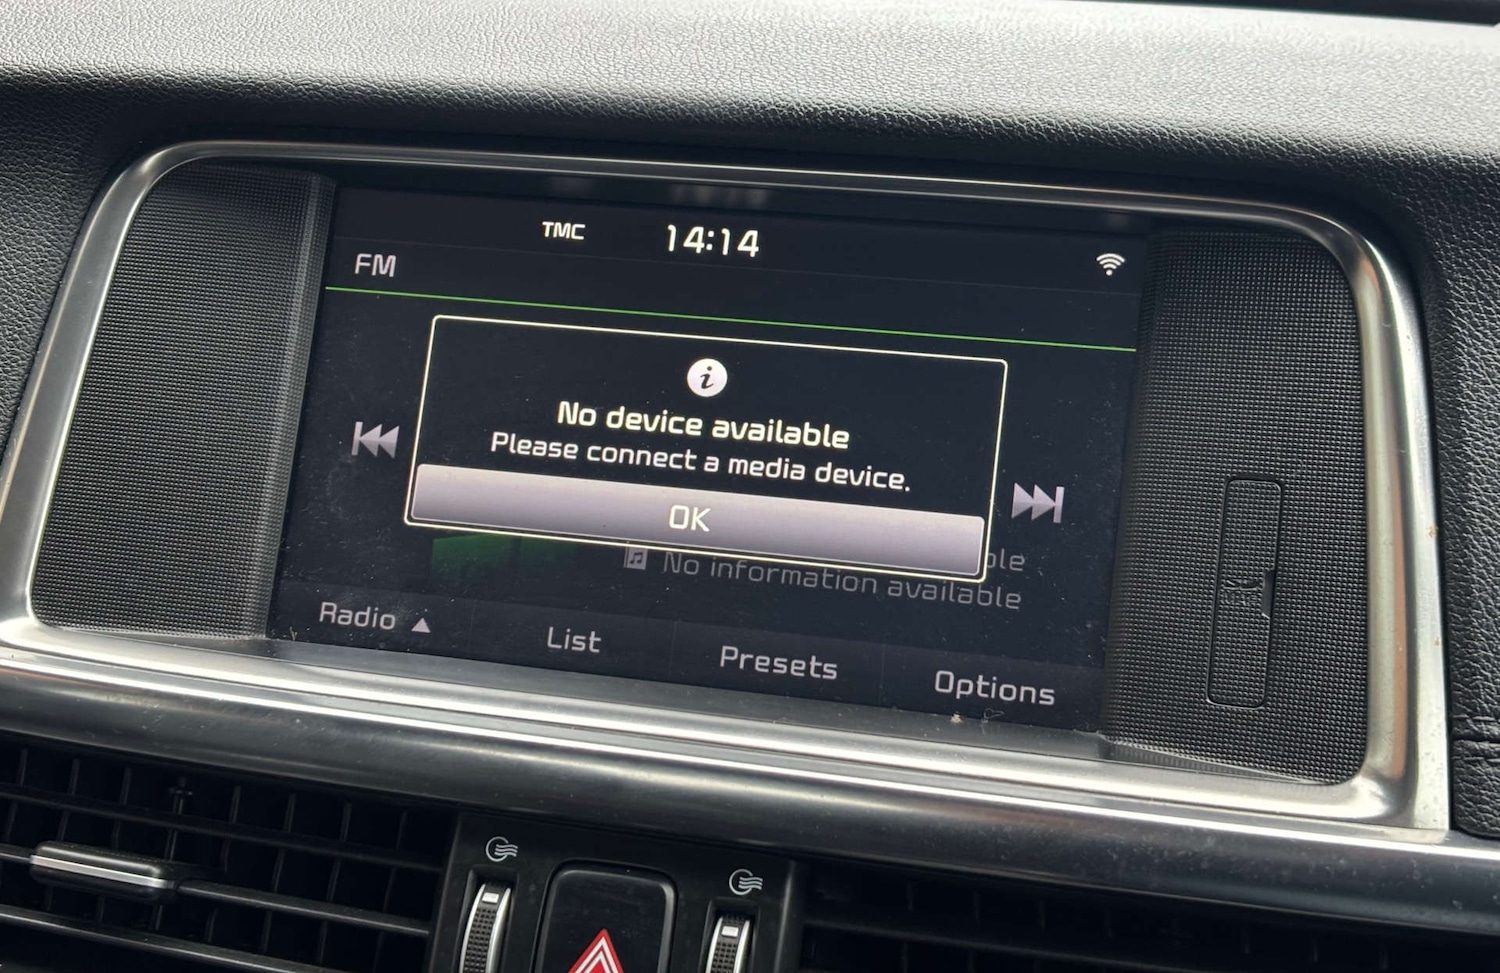 TMC 14:14
FM
No device available
Please connect a media device.
OK
ble
No information available
Radio ▲ List Presets Options